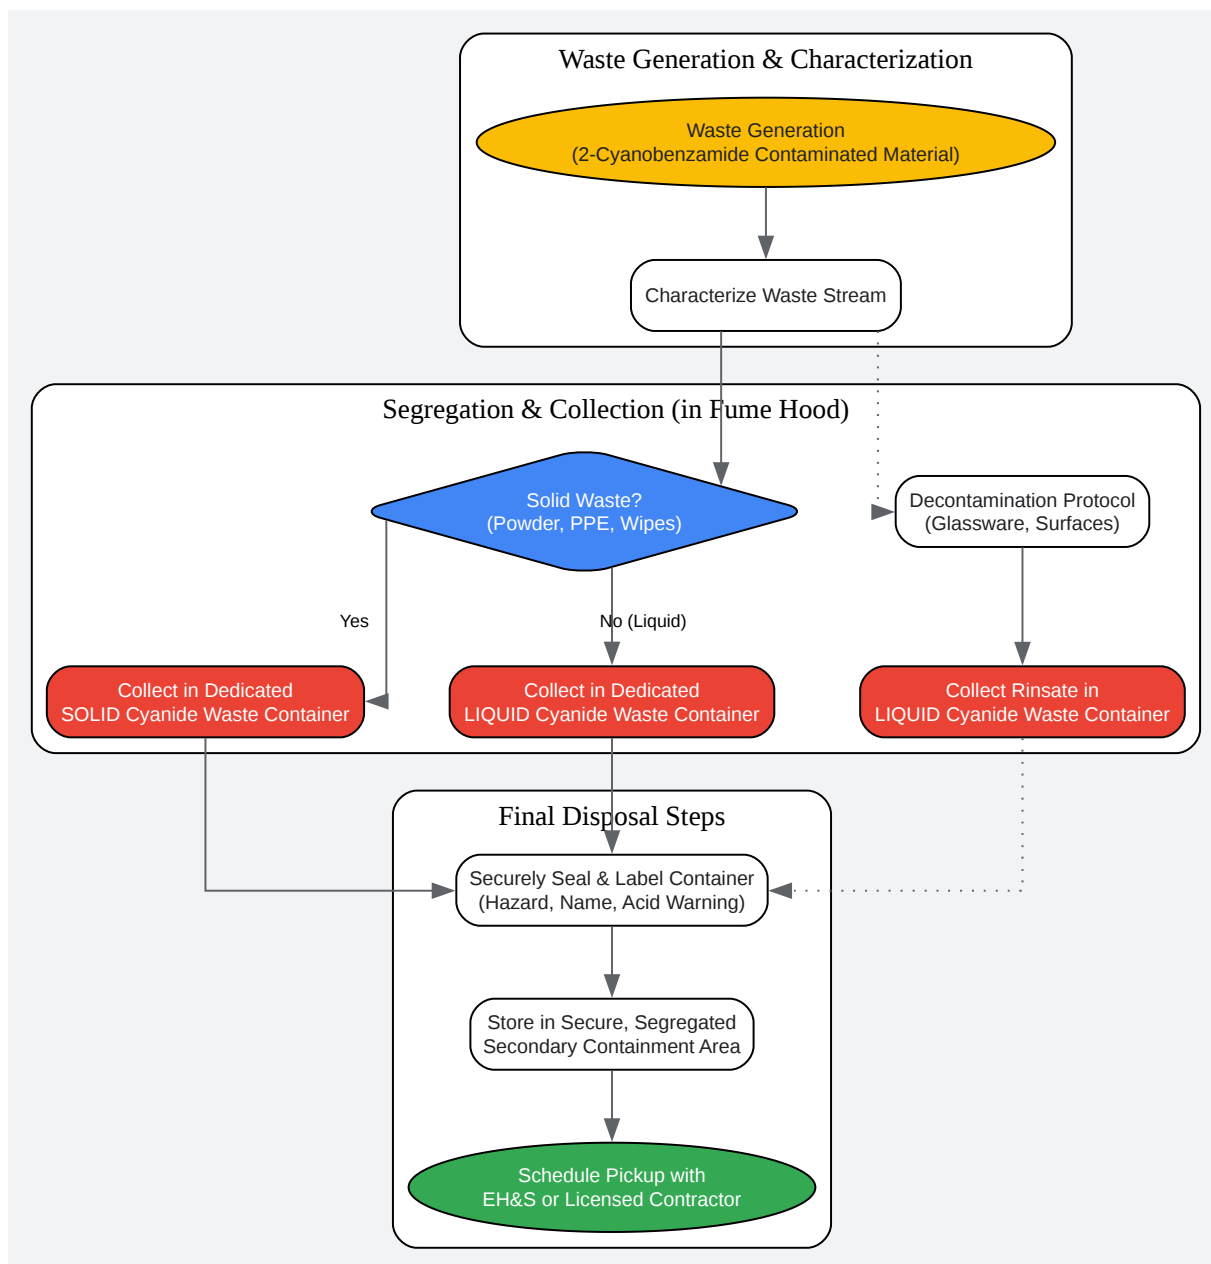 Waste Generation & Characterization
Waste Generation
(2-Cyanobenzamide Contaminated Material)
Characterize Waste Stream
Segregation & Collection (in Fume Hood)
Solid Waste?
(Powder, PPE, Wipes)
Decontamination Protocol
(Glassware, Surfaces)
Yes
No (Liquid)
Collect in Dedicated
SOLID Cyanide Waste Container
Collect in Dedicated
LIQUID Cyanide Waste Container
Collect Rinsate in
LIQUID Cyanide Waste Container
Final Disposal Steps
Securely Seal & Label Container
(Hazard, Name, Acid Warning)
Store in Secure, Segregated
Secondary Containment Area
Schedule Pickup with
EH&S or Licensed Contractor